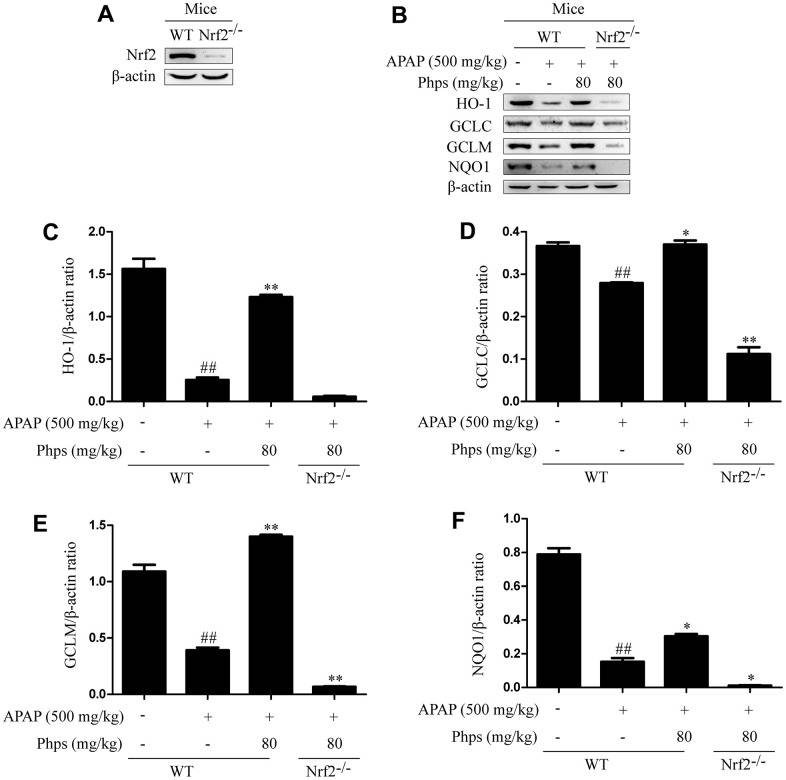 A
Mice
WT Nrf2-/-
Nrf2
β-actin
B
Mice
WT Nrf2-/-
APAP (500 mg/kg) - + + +
Phps (mg/kg) - - 80 80
HO-1
GCLC
GCLM
NQO1
β-actin
C
HO-1/β-actin ratio
2.0
1.5
1.0
0.5
0.0
##
**
APAP (500 mg/kg) - + + +
Phps (mg/kg) - - 80 80
WT Nrf2-/-
D
GCLC/β-actin ratio
0.4
0.3
0.2
0.1
0.0
##
*
**
APAP (500 mg/kg) - + + +
Phps (mg/kg) - - 80 80
WT Nrf2-/-
E
GCLM/β-actin ratio
1.5
1.0
0.5
0.0
##
**
**
APAP (500 mg/kg) - + + +
Phps (mg/kg) - - 80 80
WT Nrf2-/-
F
NQO1/β-actin ratio
1.0
0.8
0.6
0.4
0.2
0.0
##
*
*
APAP (500 mg/kg) - + + +
Phps (mg/kg) - - 80 80
WT Nrf2-/-